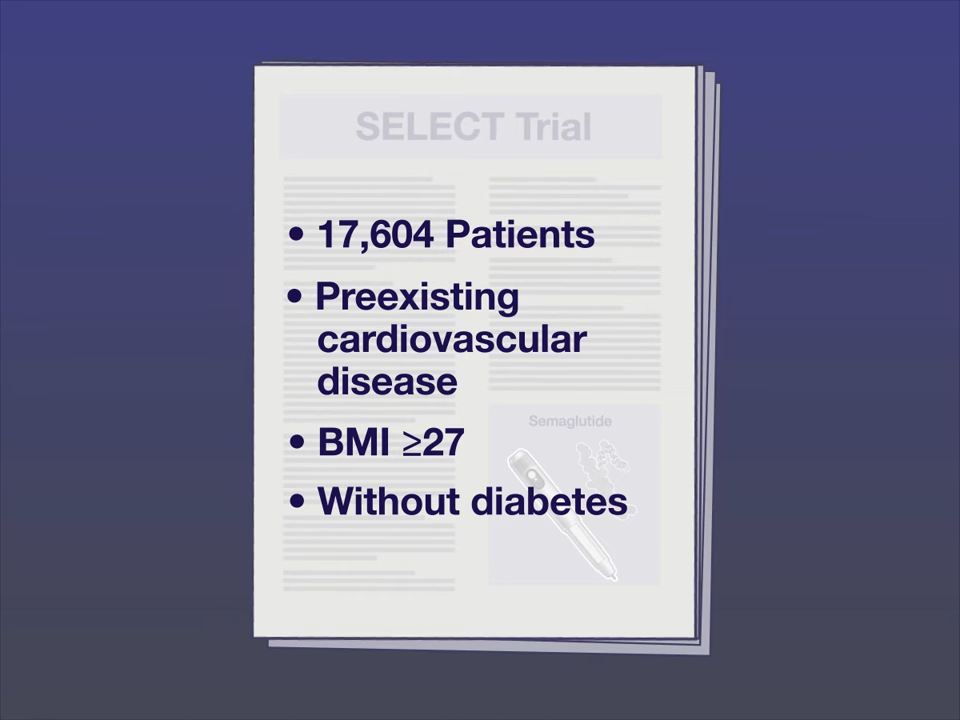 SELECT Trial
• 17,604 Patients
• Preexisting
cardiovascular
disease
• BMI ≥27
Semaglutide
• Without diabetes